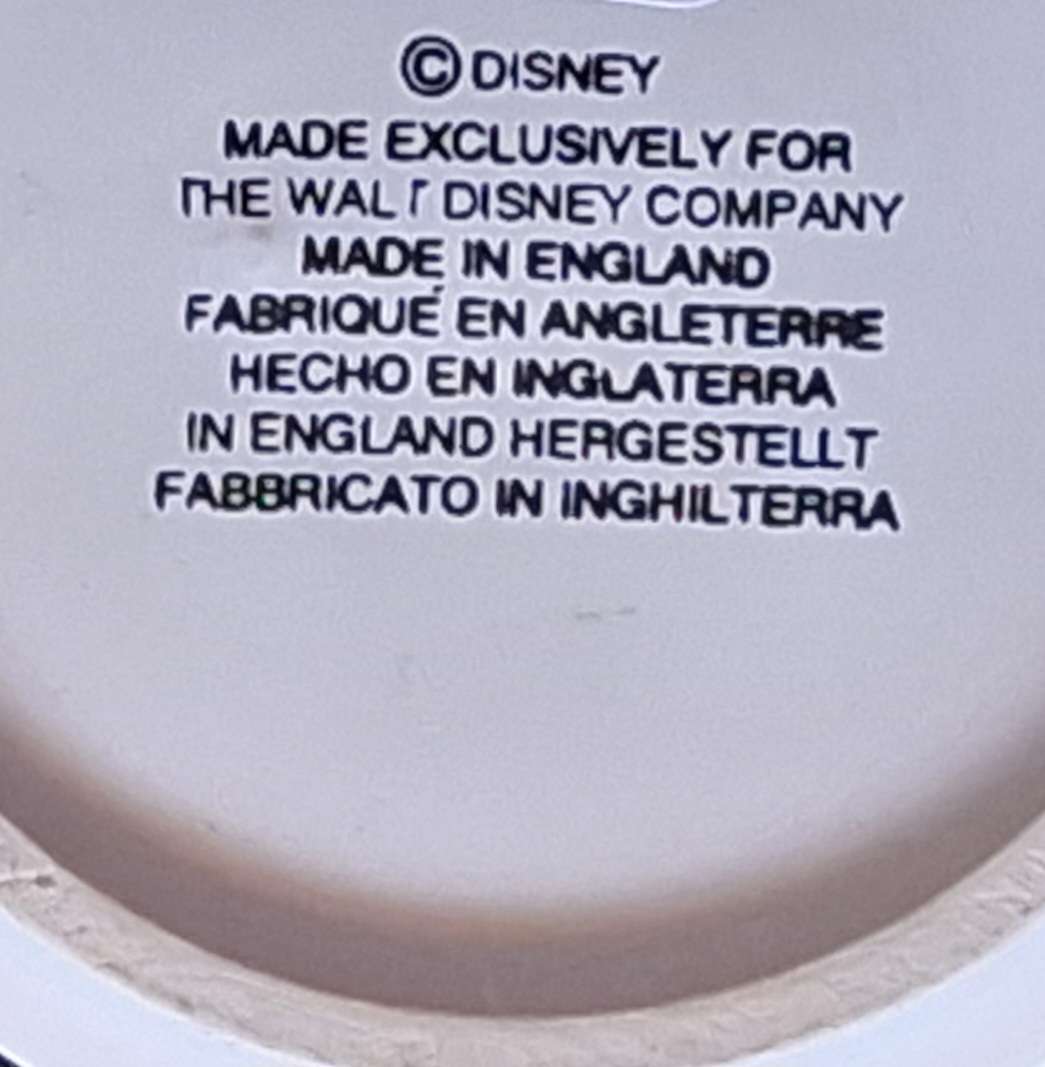 © DISNEY
MADE EXCLUSIVELY FOR
THE WALT DISNEY COMPANY
MADE IN ENGLAND
FABRIQUÉ EN ANGLETERRE
HECHO EN INGLATERRA
IN ENGLAND HERGESTELLT
FABBRICATO IN INGHILTERRA